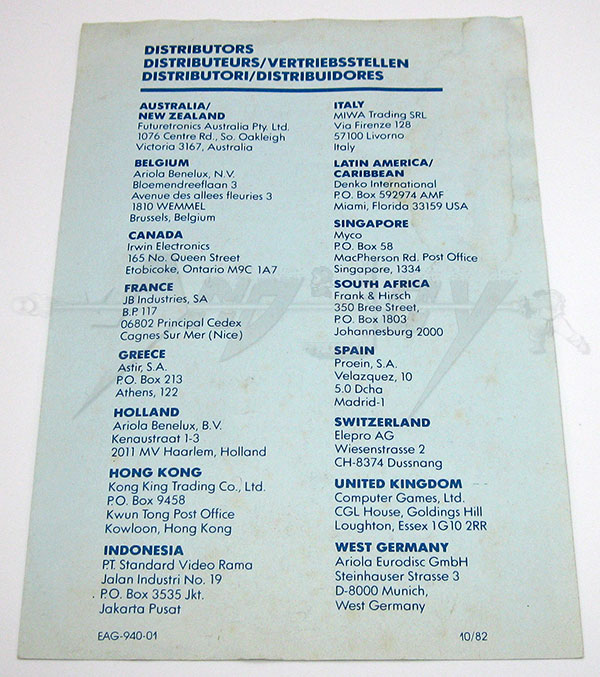 DISTRIBUTORS
DISTRIBUTEURS/VERTRIEBSSTELLEN
DISTRIBUTORI/DISTRIBUIDORES
AUSTRALIA/
NEW ZEALAND
Futuretronics Australia Pty. Ltd.
1076 Centre Rd., So. Oakleigh
Victoria 3167, Australia
BELGIUM
Ariola Benelux, N.V.
Bloemendreeflaan 3
Avenue des allees fleuries 3
1810 WEMMEL
Brussels, Belgium
CANADA
Irwin Electronics
165 No. Queen Street
Etobicoke, Ontario M9C 1A7
FRANCE
JB Industries, SA
B.P. 117
06802 Principal Cedex
Cagnes Sur Mer (Nice)
GREECE
Astir, S.A.
P.O. Box 213
Athens, 122
HOLLAND
Ariola Benelux, B.V.
Kenaustraat 1-3
2011 MV Haarlem, Holland
HONG KONG
Kong King Trading Co., Ltd.
P.O. Box 9458
Kwun Tong Post Office
Kowloon, Hong Kong
INDONESIA
P.T. Standard Video Rama
Jalan Industri No. 19
P.O. Box 3535 Jkt.
Jakarta Pusat
ITALY
MIWA Trading SRL
Via Firenze 128
57100 Livorno
Italy
LATIN AMERICA/
CARIBBEAN
Denko International
P.O. Box 592974 AMF
Miami, Florida 33159 USA
SINGAPORE
Myco
P.O. Box 58
MacPherson Rd. Post Office
Singapore, 1334
SOUTH AFRICA
Frank & Hirsch
350 Bree Street,
P.O. Box 1803
Johannesburg 2000
SPAIN
Proein, S.A.
Velazquez, 10
5.0 Dcha
Madrid-1
SWITZERLAND
Elepro AG
Wiesenstrasse 2
CH-8374 Dussnang
UNITED KINGDOM
Computer Games, Ltd.
CGL House, Goldings Hill
Loughton, Essex 1G10 2RR
WEST GERMANY
Ariola Eurodisc GmbH
Steinhauser Strasse 3
D-8000 Munich,
West Germany
EAG-940-01
10/82